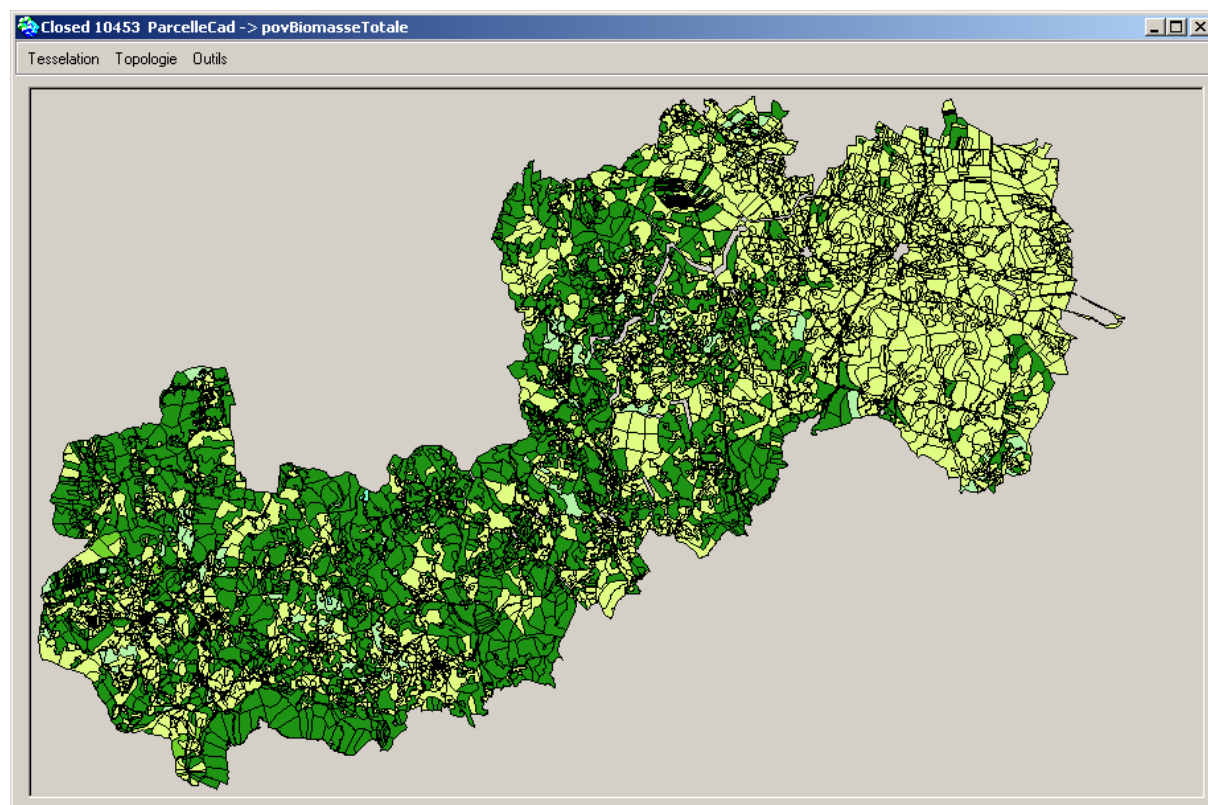 Closed 10453 ParcelleCad -> povBiomasseTotale
Tesselation Topologie Outils